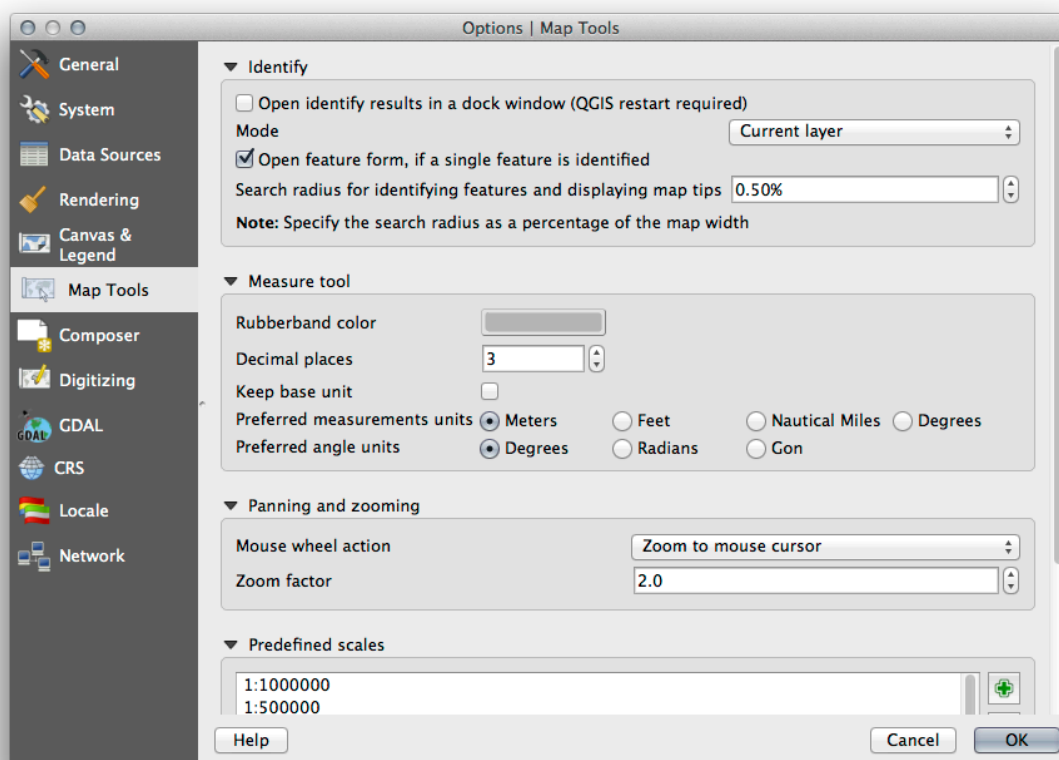 Options | Map Tools
General
System
Data Sources
Rendering
Canvas &
Legend
Map Tools
Composer
Digitizing
GDAL
GDAL
CRS
Locale
Network
Identify
Open identify results in a dock window (QGIS restart required)
Mode Current layer
Open feature form, if a single feature is identified
Search radius for identifying features and displaying map tips 0.50%
Note: Specify the search radius as a percentage of the map width
Measure tool
Rubberband color
Decimal places 3
Keep base unit
Preferred measurements units Meters Feet Nautical Miles Degrees
Preferred angle units Degrees Radians Gon
Panning and zooming
Mouse wheel action Zoom to mouse cursor
Zoom factor 2.0
Predefined scales
1:1000000
1:500000
Help Cancel OK